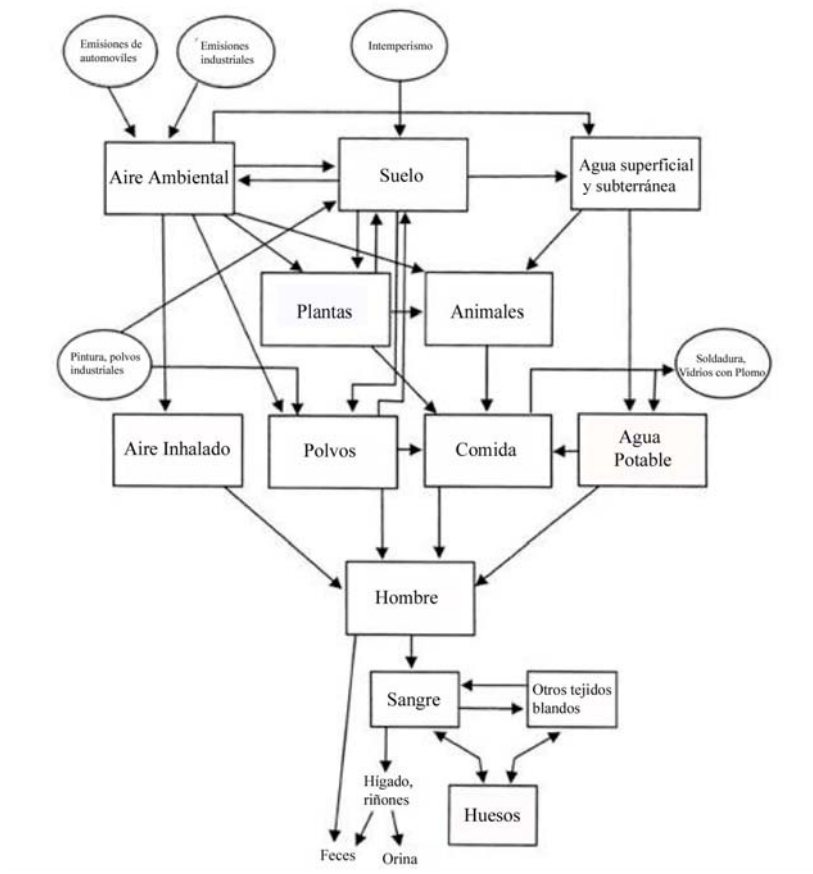 Emisiones de
automovíles
Emisiones
industriales
Intemperismo
Aire Ambiental
Suelo
Agua superficial
y subterránea
Plantas
Animales
Pintura, polvos
industriales
Soldadura,
Vidrios con Plomo
Aire Inhalado
Polvos
Comida
Agua
Potable
Hombre
Sangre
Otros tejidos
blandos
Hígado,
riñones
Huesos
Feces
Orina